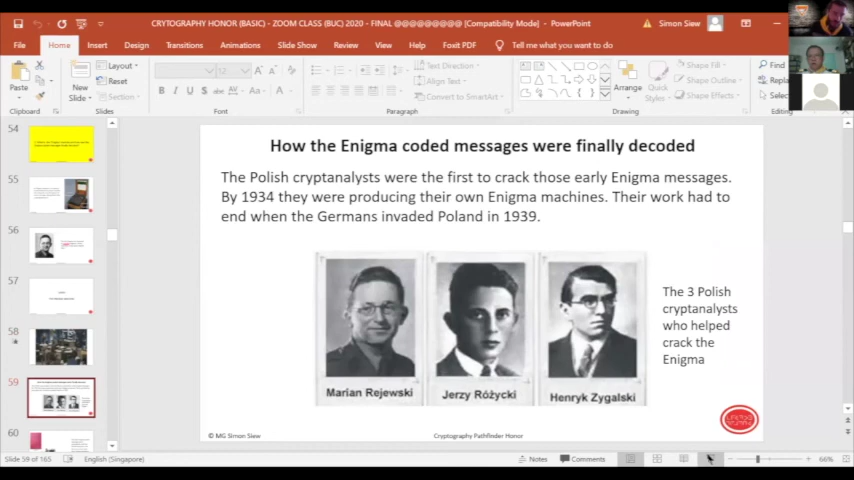 CRYTOGRAPHY HONOR (BASIC) - ZOOM CLASS (BUC) 2020 - FINAL @@@@@@@@@ [Compatibility Mode] - PowerPoint
Simon Siew
File
Home
Insert
Design
Transitions
Animations
Slide Show
Review
View
Help
Foxit PDF
Tell me what you want to do
Paste
New
Slide
Layout
Reset
Section
12
Text Direction
Align Text
Convert to SmartArt
Arrange
Quick
Styles
Shape Fill
Shape Outline
Shape Effects
Find
Clipboard
Slides
Font
Paragraph
Drawing
54
55
56
57
58
59
60
How the Enigma coded messages were finally decoded
The Polish cryptanalysts were the first to crack those early Enigma messages.
By 1934 they were producing their own Enigma machines. Their work had to
end when the Germans invaded Poland in 1939.
Marian Rejewski
Jerzy Różycki
Henryk Zygalski
The 3 Polish
cryptanalysts
who helped
crack the
Enigma
© MG Simon Siew
Cryptography Pathfinder Honor
Slide 59 of 165
English (Singapore)
Notes
Comments
66%